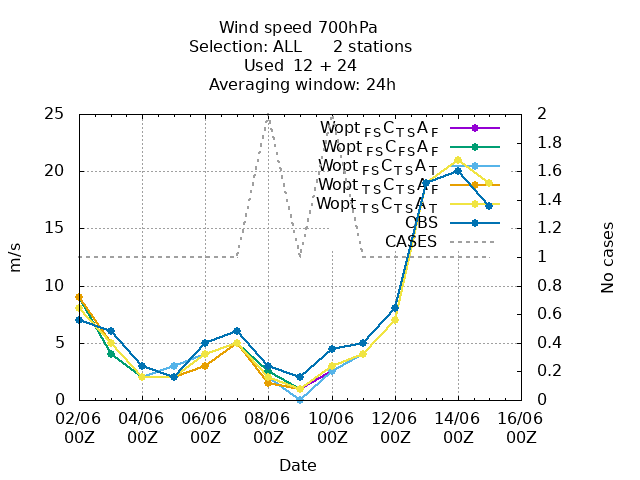 Wind speed 700hPa
Selection: ALL 2 stations
Used 12 + 24
Averaging window: 24h
25
20
15
10
5
0
m/s
2
1.8
1.6
1.4
1.2
1
0.8
0.6
0.4
0.2
0
No cases
Wopt FSCTSAF
Wopt FSCFSAF
Wopt FSCTSAT
Wopt TSCTSAF
Wopt TSCTSAT
OBS
CASES
02/06 04/06 06/06 08/06 10/06 12/06 14/06 16/06
00Z 00Z 00Z 00Z 00Z 00Z 00Z 00Z
Date